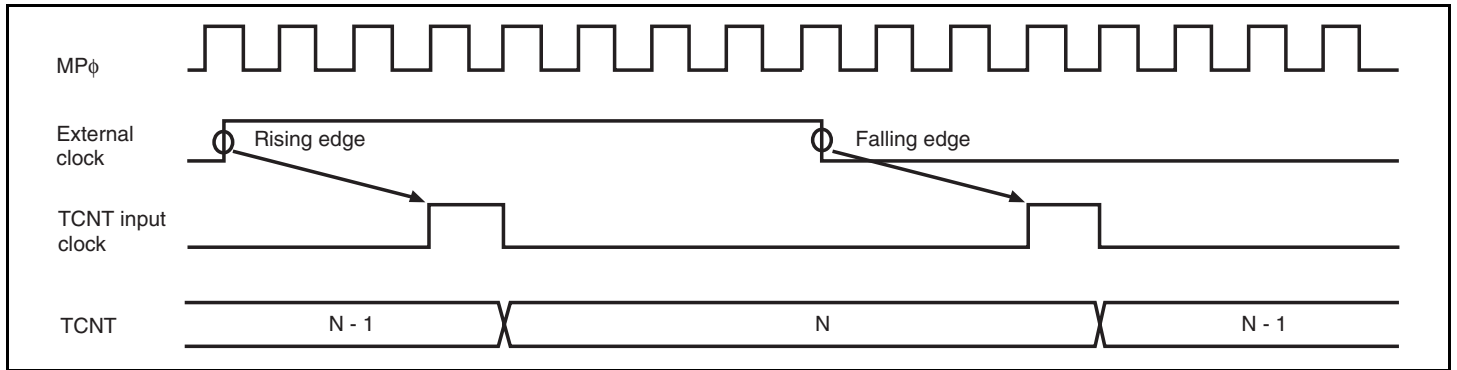 MPϕ
External
clock
Rising edge
Falling edge
TCNT input
clock
TCNT
N - 1
N
N - 1